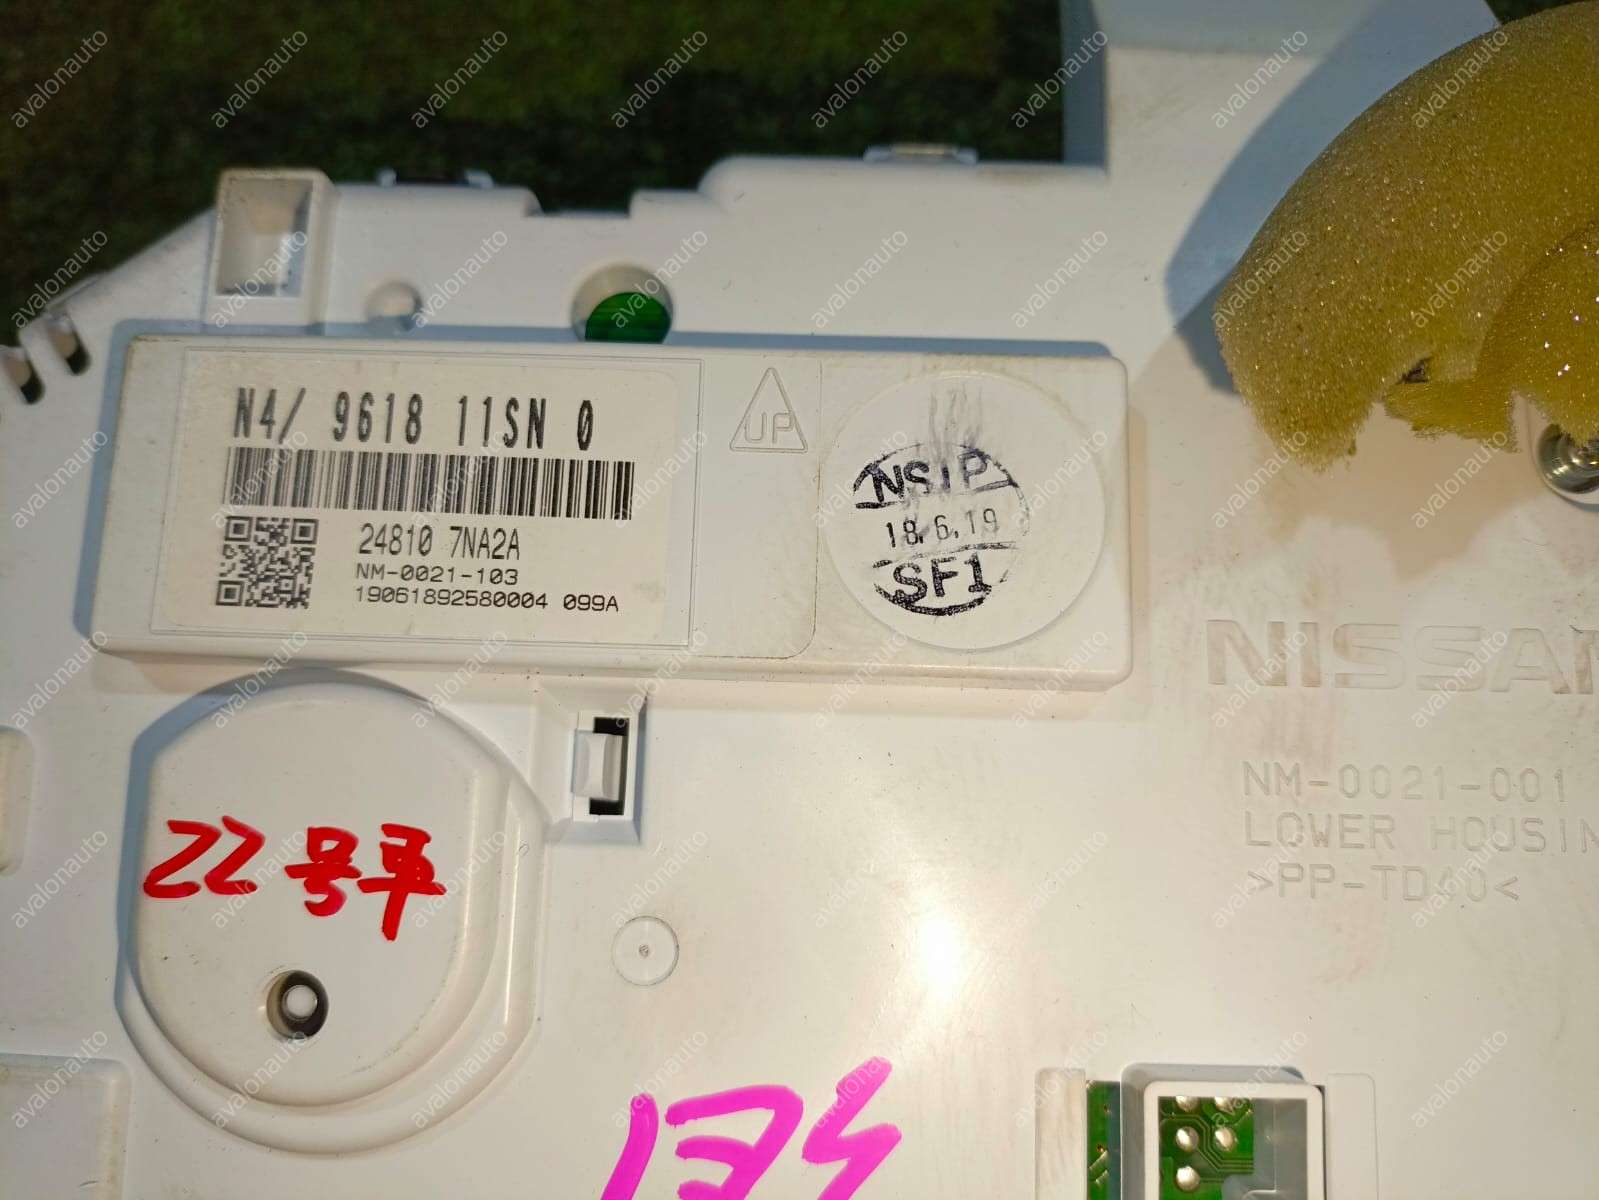 N4/ 9618 11SN 0
24810 7NA2A
NM-0021-103
19061892580004 099A
UP
NSIP
18.6.19
SF1
NISSAN
NM-0021-001
LOWER HOUSIN
>PP-TD40<
22号車
avalonauto